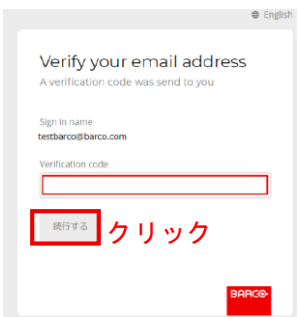 English
Verify your email address
A verification code was send to you
Sign in name
testbarco@barco.com
Verification code
続行する
クリック
BARCO